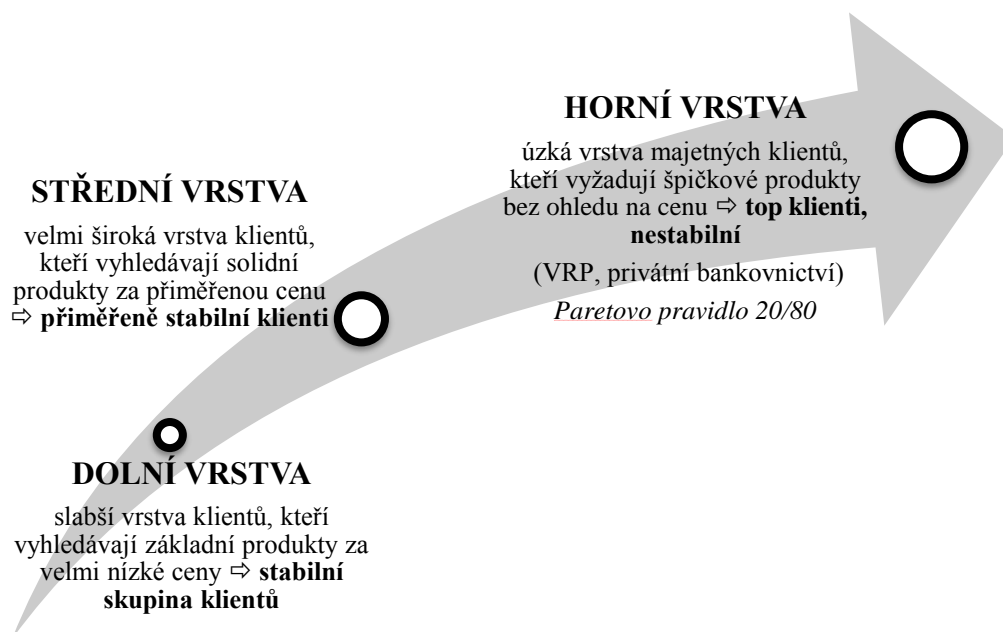 HORNÍ VRSTVA
úzká vrstva majetných klientů,
kteří vyžadují špičkové produkty
bez ohledu na cenu ⇨ top klienti,
nestabilní
(VRP, privátní bankovnictví)
Paretovo pravidlo 20/80
STŘEDNÍ VRSTVA
velmi široká vrstva klientů,
kteří vyhledávají solidní
produkty za přiměřenou cenu
⇨ přiměřeně stabilní klienti
DOLNÍ VRSTVA
slabší vrstva klientů, kteří
vyhledávají základní produkty za
velmi nízké ceny ⇨ stabilní
skupina klientů